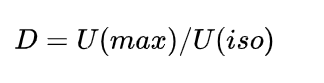 D = U(max)/U(iso)